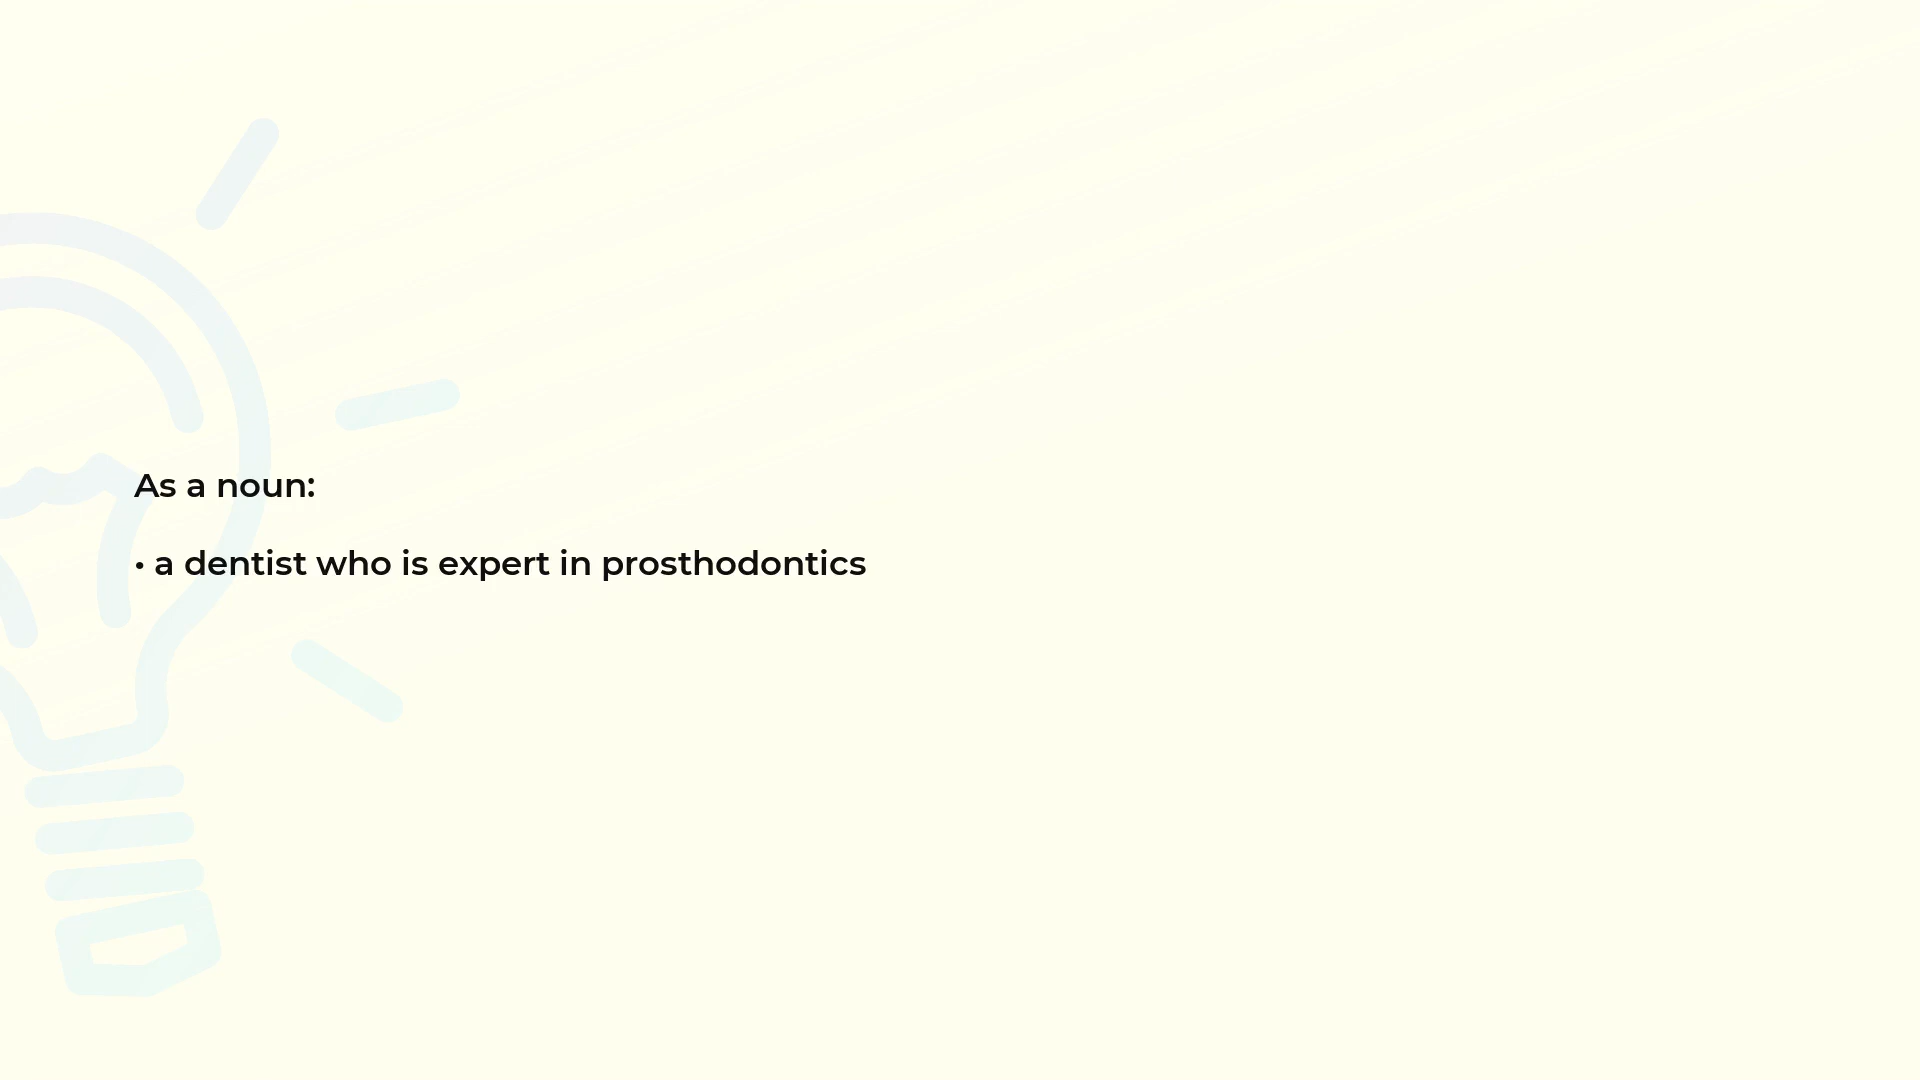 As a noun:
• a dentist who is expert in prosthodontics